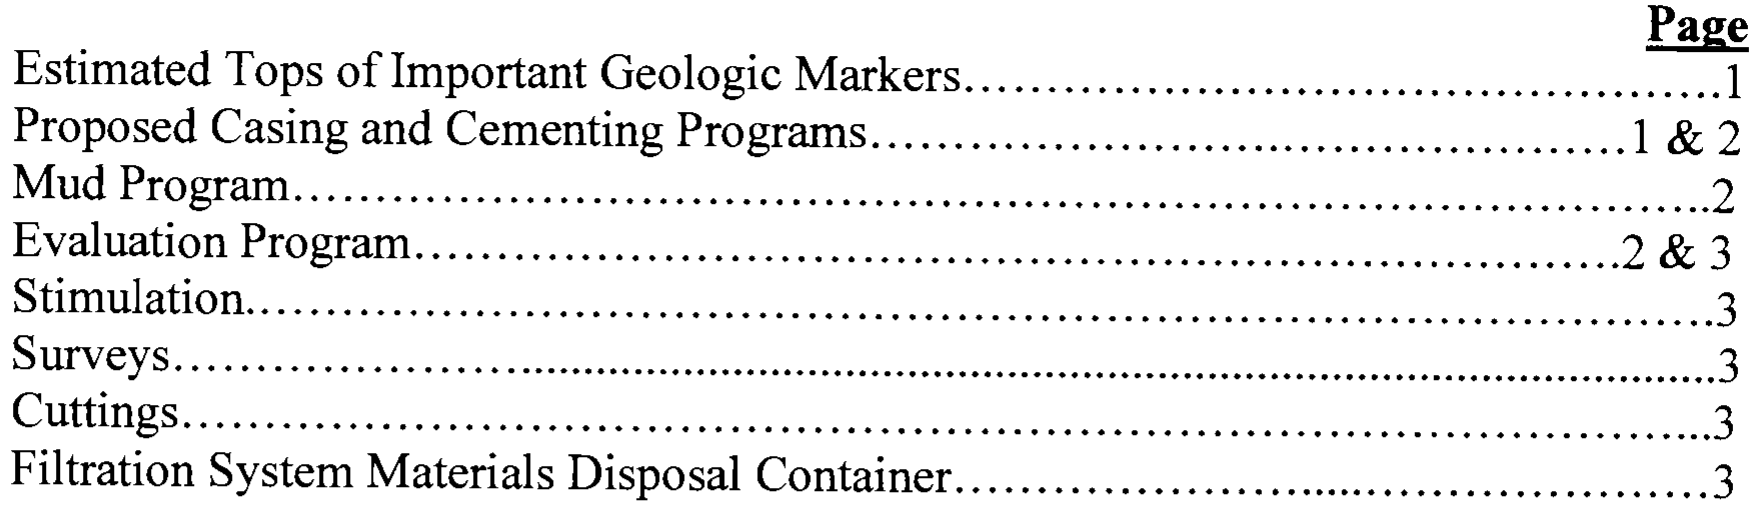 Page
Estimated Tops of Important Geologic Markers……………………………………………….1
Proposed Casing and Cementing Programs……………………………………………….1 & 2
Mud Program………………………………………………………………………………………..2
Evaluation Program…………………………………………………………………………….2 & 3
Stimulation…………………………………………………………………………………………..3
Surveys………………………………………………………………………………………………..3
Cuttings……………………………………………………………………………………………...3
Filtration System Materials Disposal Container……………………………………………….3